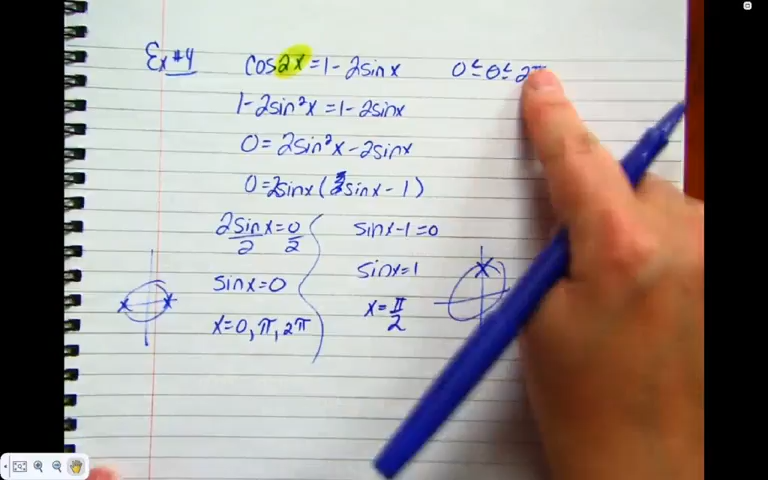 Ex #4 cos2x = 1 - 2sinx 0 ≤ θ ≤ 2π
1 - 2sin²x = 1 - 2sinx
0 = 2sin²x - 2sinx
0 = 2sinx ( sinx - 1 )
2sinx/2 = 0/2 sinx - 1 = 0
sinx = 0 sinx = 1
x = 0, π, 2π x = π/2